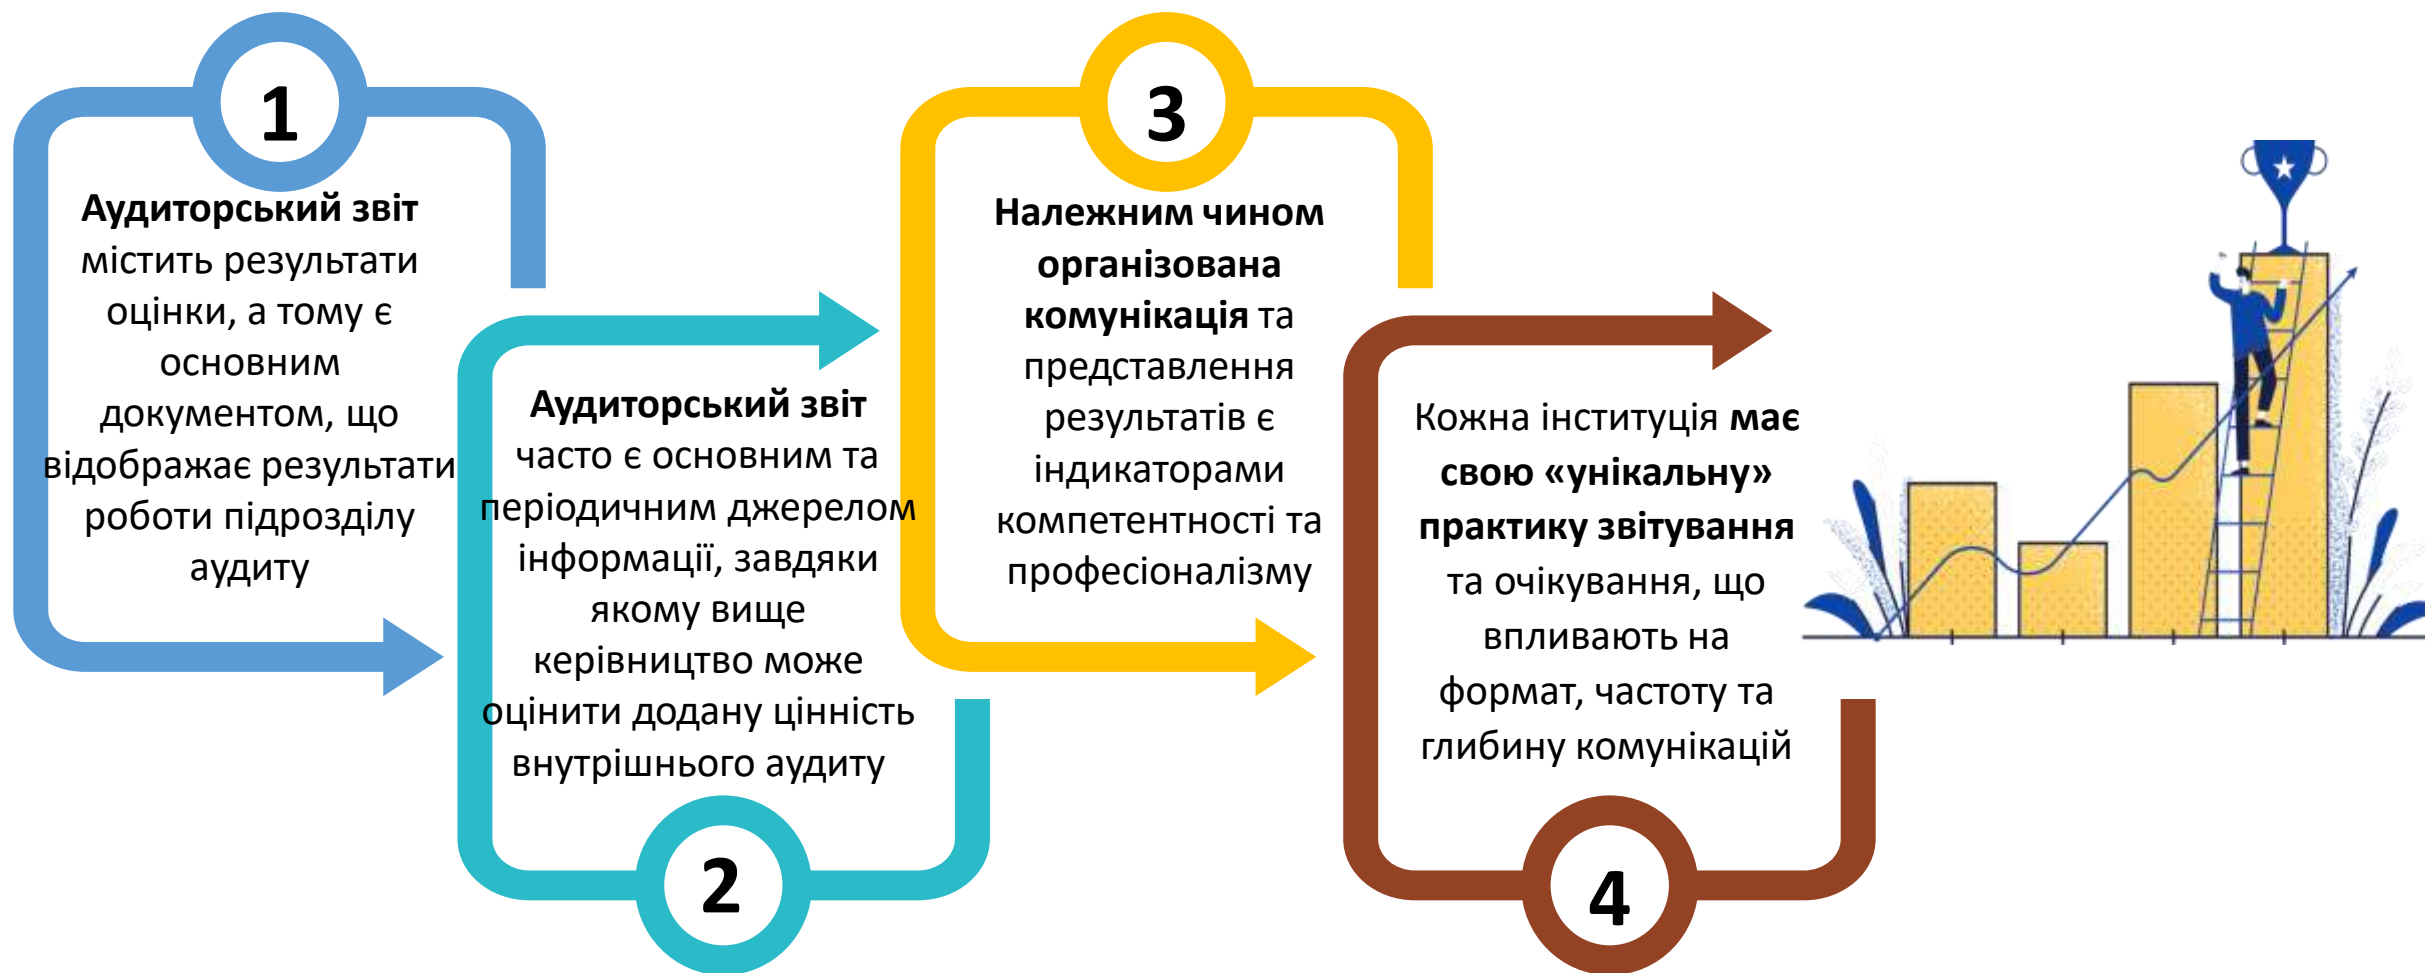 1
Аудиторський звіт
містить результати
оцінки, а тому є
основним
документом, що
відображає результати
роботи підрозділу
аудиту
Аудиторський звіт
часто є основним та
періодичним джерелом
інформації, завдяки
якому вище
керівництво може
оцінити додану цінність
внутрішнього аудиту
2
3
Належним чином
організована
комунікація та
представлення
результатів є
індикаторами
компетентності та
професіоналізму
Кожна інституція має
свою «унікальну»
практику звітування
та очікування, що
впливають на
формат, частоту та
глибину комунікацій
4